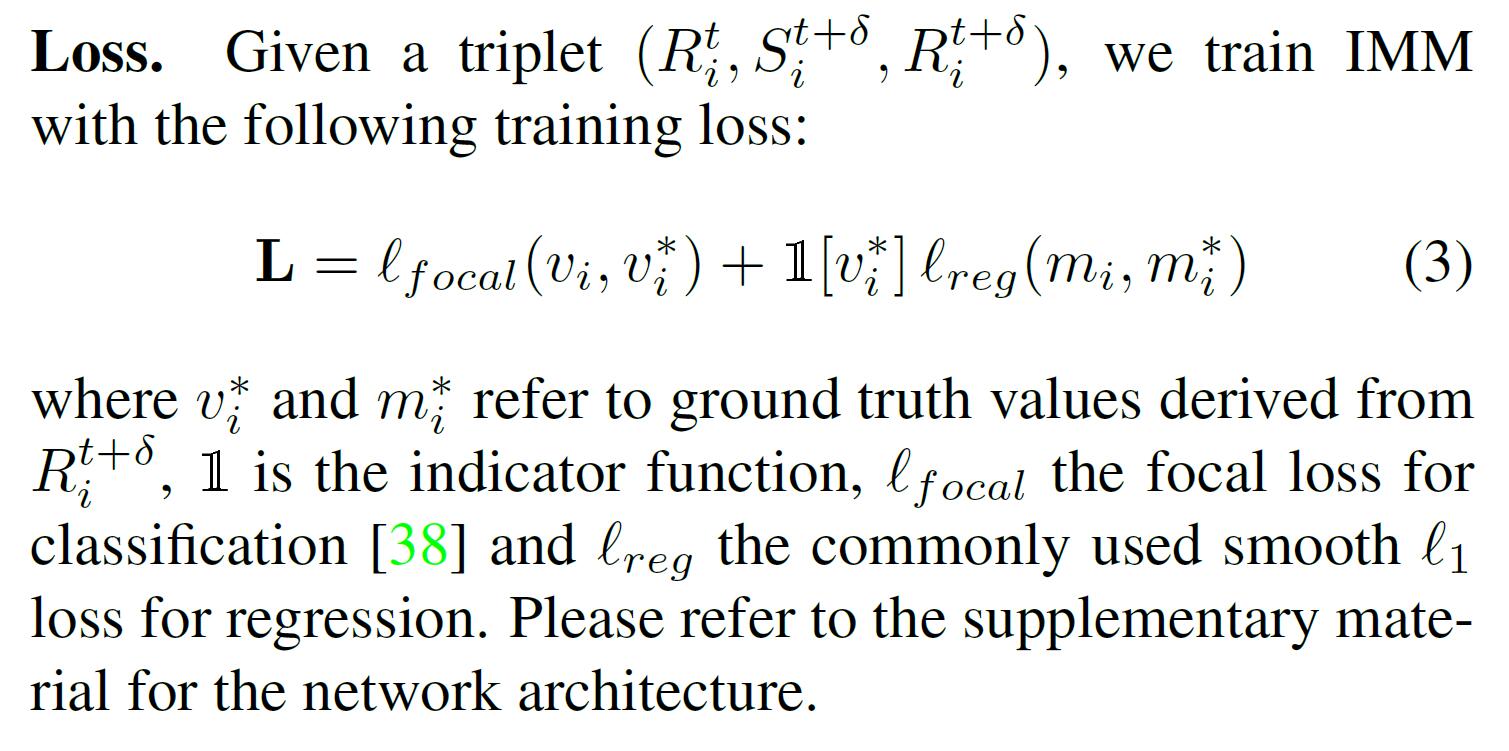 Loss. Given a triplet $(R_i^t, S_i^{t+\delta}, R_i^{t+\delta})$, we train IMM
with the following training loss:
$\mathbf{L} = \ell_{focal}(v_i, v_i^*) + \mathbb{1}[v_i^*]\, \ell_{reg}(m_i, m_i^*)$ (3)
where $v_i^*$ and $m_i^*$ refer to ground truth values derived from
$R_i^{t+\delta}$, $\mathbb{1}$ is the indicator function, $\ell_{focal}$ the focal loss for
classification [38] and $\ell_{reg}$ the commonly used smooth $\ell_1$
loss for regression. Please refer to the supplementary mate-
rial for the network architecture.